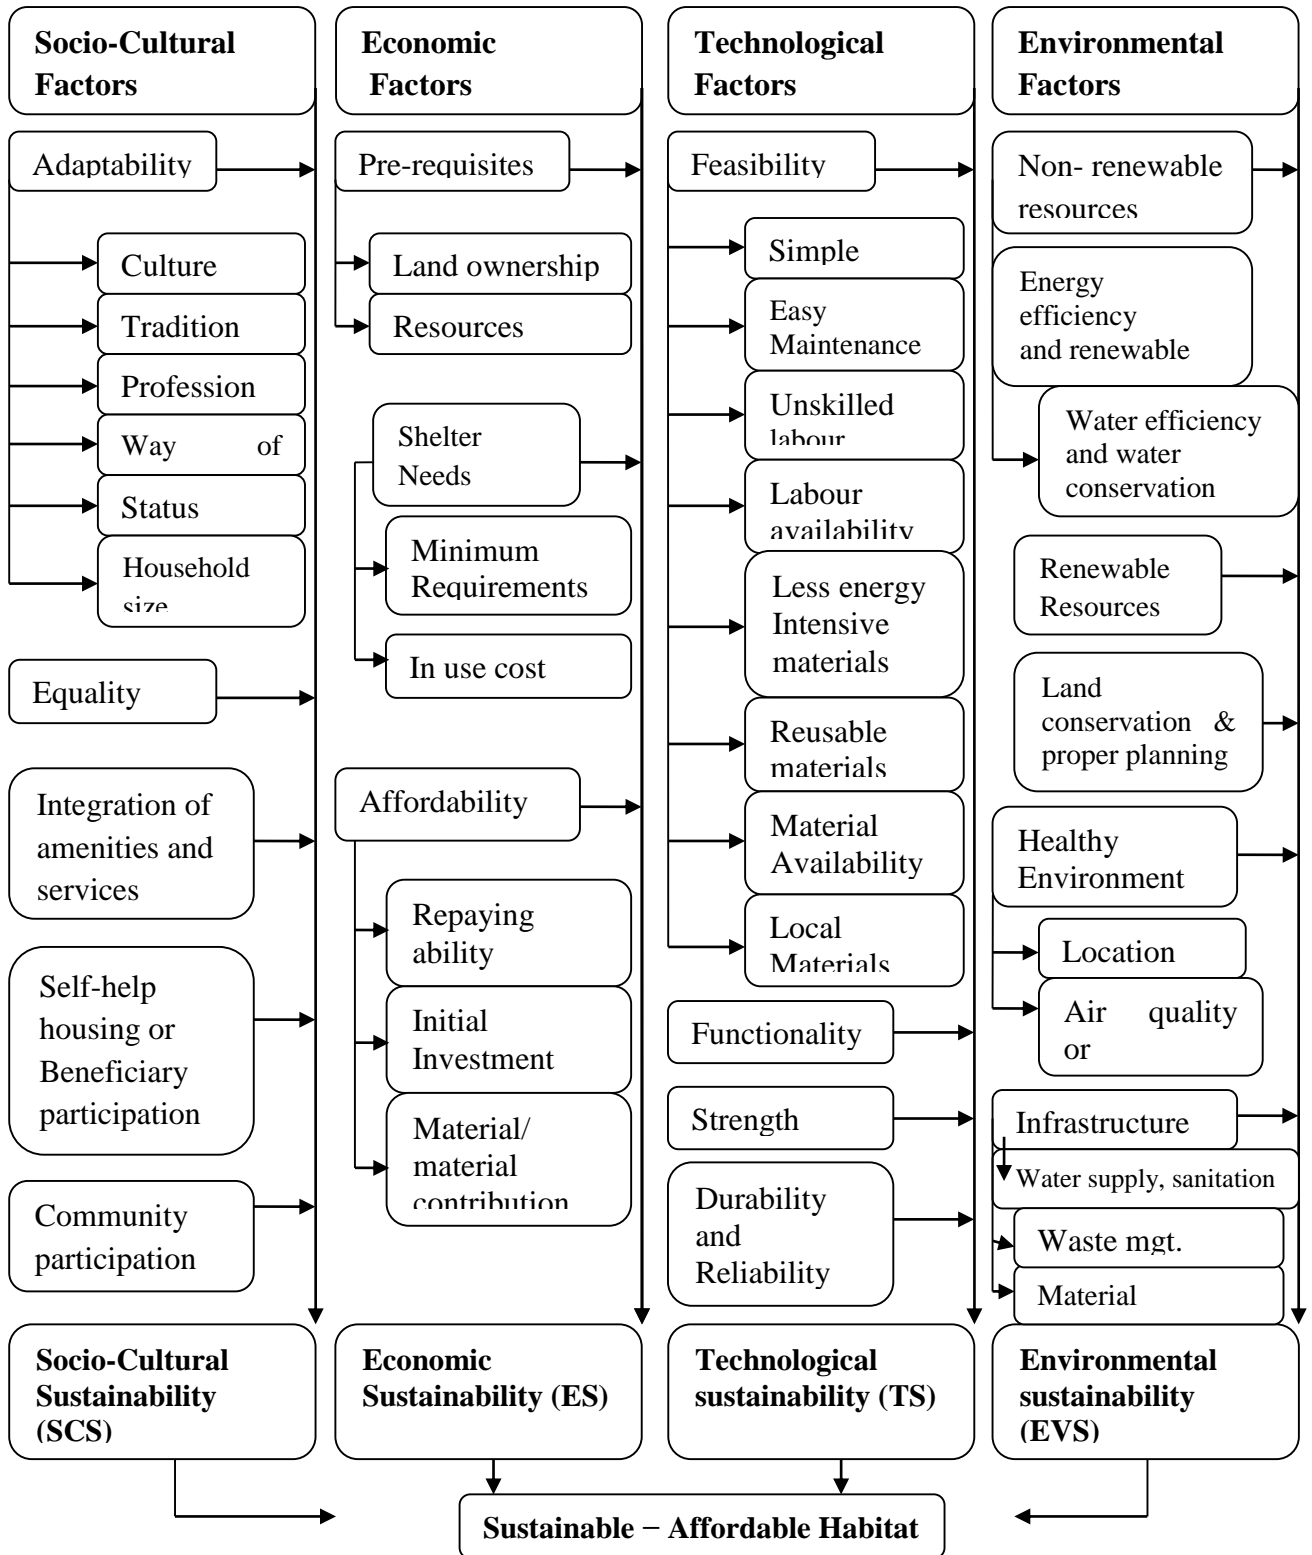 Socio-Cultural
Factors
Adaptability
Culture
Tradition
Profession
Way of
Status
Household
size
Equality
Integration of
amenities and
services
Self-help
housing or
Beneficiary
participation
Community
participation
Socio-Cultural
Sustainability
(SCS)
Economic
Factors
Pre-requisites
Land ownership
Resources
Shelter
Needs
Minimum
Requirements
In use cost
Affordability
Repaying
ability
Initial
Investment
Material/
material
contribution
Economic
Sustainability (ES)
Technological
Factors
Feasibility
Simple
Easy
Maintenance
Unskilled
labour
Labour
availability
Less energy
Intensive
materials
Reusable
materials
Material
Availability
Local
Materials
Functionality
Strength
Durability
and
Reliability
Technological
sustainability (TS)
Environmental
Factors
Non- renewable
resources
Energy
efficiency
and renewable
Water efficiency
and water
conservation
Renewable
Resources
Land
conservation &
proper planning
Healthy
Environment
Location
Air quality
or
Infrastructure
Water supply, sanitation
Waste mgt.
Material
Environmental
sustainability
(EVS)
Sustainable – Affordable Habitat